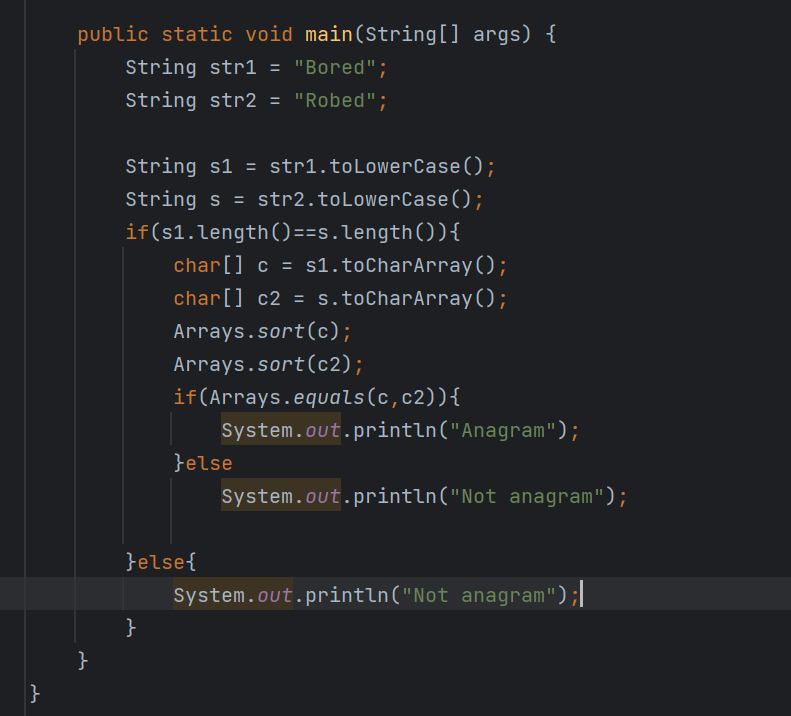 public static void main(String[] args) {
String str1 = "Bored";
String str2 = "Robed";
String s1 = str1.toLowerCase();
String s = str2.toLowerCase();
if(s1.length()==s.length()){
char[] c = s1.toCharArray();
char[] c2 = s.toCharArray();
Arrays.sort(c);
Arrays.sort(c2);
if(Arrays.equals(c,c2)){
System.out.println("Anagram");
}else
System.out.println("Not anagram");
}else{
System.out.println("Not anagram");
}
}
}